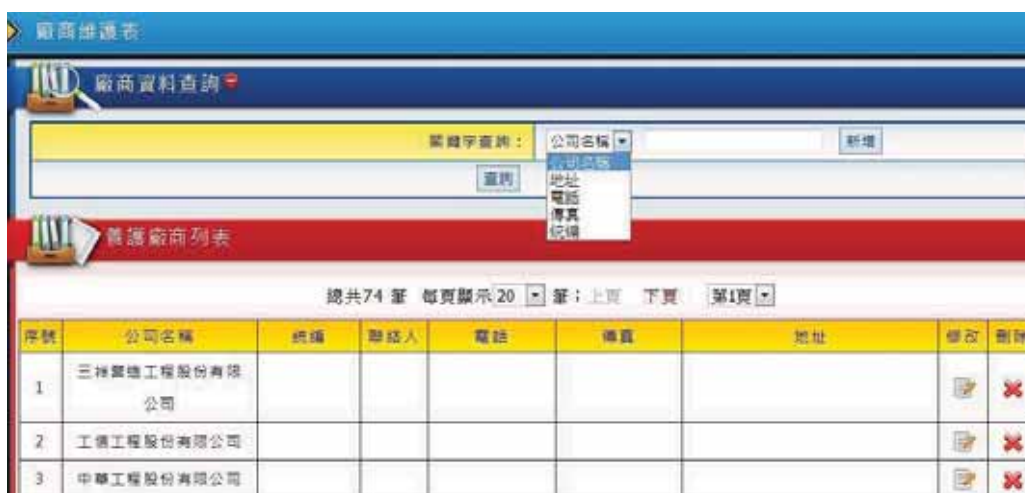 廠商維護表
廠商資料查詢
關鍵字查詢： 公司名稱 新增
公司名稱
查詢 地址
電話
傳真
統編
養護廠商列表
總共74 筆 每頁顯示 20 筆； 上頁 下頁 第1頁
序號 公司名稱 統編 聯絡人 電話 傳真 地址 修改 刪除
1 三祥營造工程股份有限
公司
2 工信工程股份有限公司
3 中華工程股份有限公司